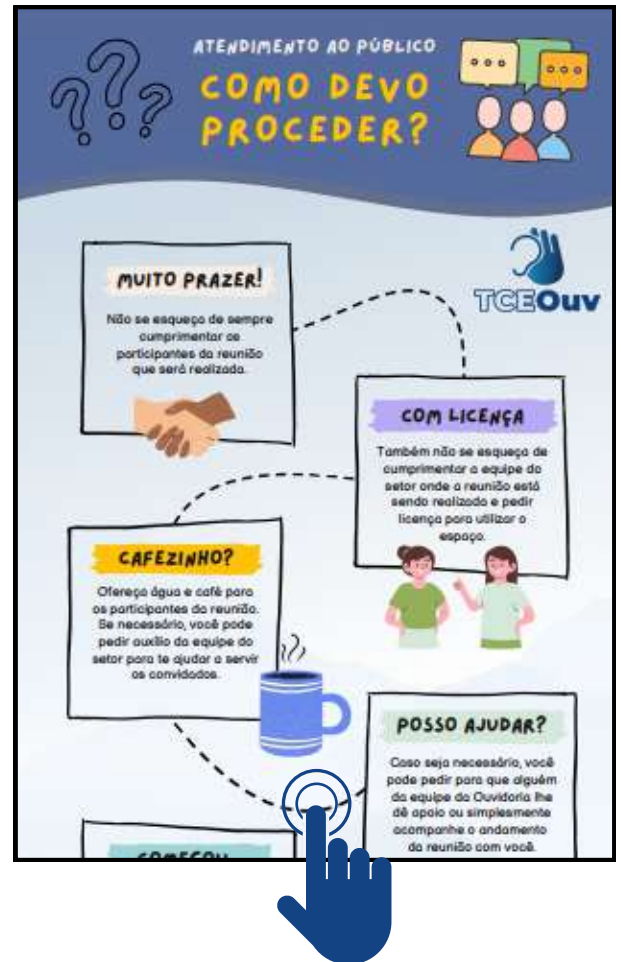 ATENDIMENTO AO PÚBLICO
COMO DEVO
PROCEDER?
TCEOuv
MUITO PRAZER!
Não se esqueça de sempre
cumprimentar os
participantes da reunião
que será realizada.
COM LICENÇA
Também não se esqueça de
cumprimentar a equipe do
setor onde a reunião está
sendo realizada e pedir
licença para utilizar o
espaço.
CAFEZINHO?
Ofereça água e café para
os participantes da reunião.
Se necessário, você pode
pedir auxílio da equipe do
setor para te ajudar a servir
os convidados.
POSSO AJUDAR?
Caso seja necessário, você
pode pedir para que alguém
da equipe da Ouvidoria lhe
dê apoio ou simplesmente
acompanhe o andamento
da reunião com você.